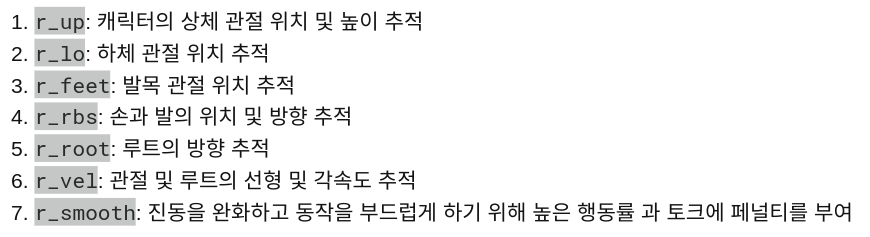 1. r_up: 캐릭터의 상체 관절 위치 및 높이 추적
2. r_lo: 하체 관절 위치 추적
3. r_feet: 발목 관절 위치 추적
4. r_rbs: 손과 발의 위치 및 방향 추적
5. r_root: 루트의 방향 추적
6. r_vel: 관절 및 루트의 선형 및 각속도 추적
7. r_smooth: 진동을 완화하고 동작을 부드럽게 하기 위해 높은 행동률 과 토크에 페널티를 부여